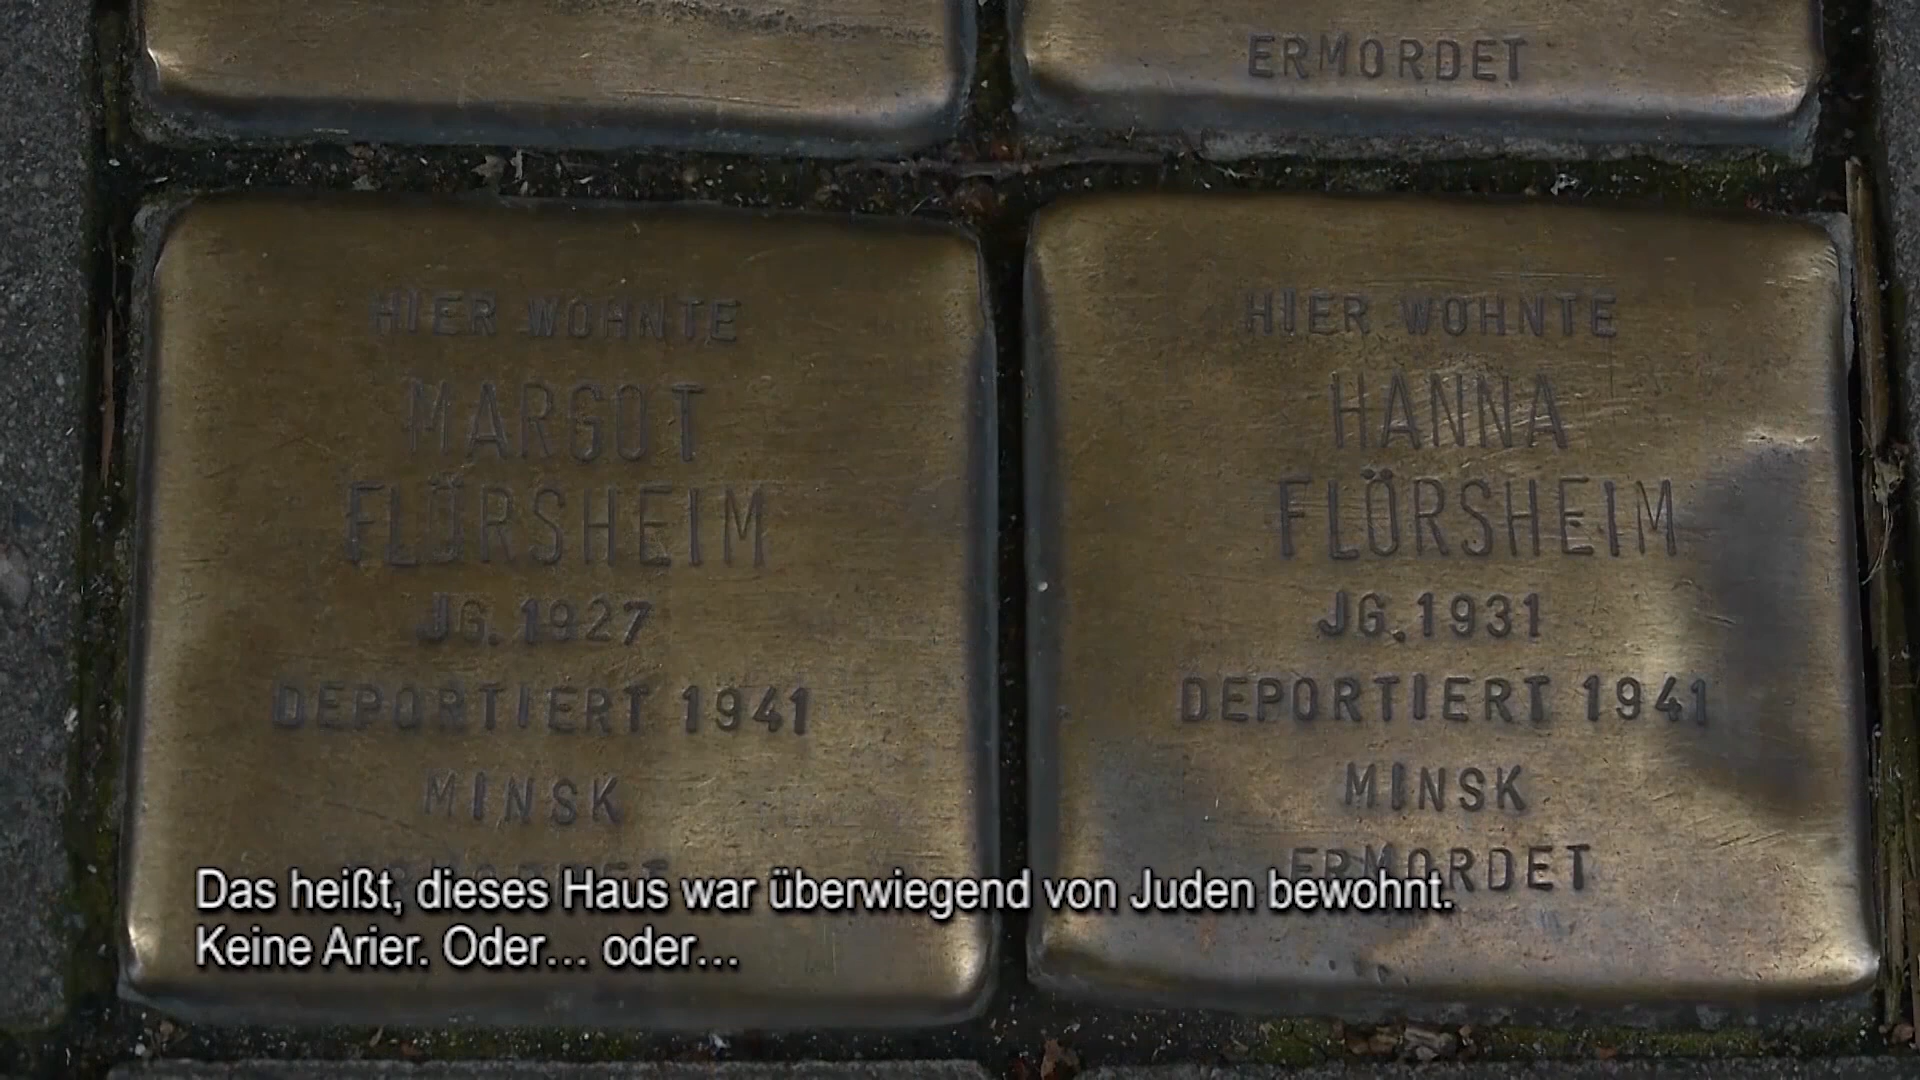 ERMORDET
HIER WOHNTE
MARGOT
FLÖRSHEIM
JG. 1927
DEPORTIERT 1941
MINSK
HIER WOHNTE
HANNA
FLÖRSHEIM
JG. 1931
DEPORTIERT 1941
MINSK
ERMORDET
Das heißt, dieses Haus war überwiegend von Juden bewohnt.
Keine Arier. Oder... oder...